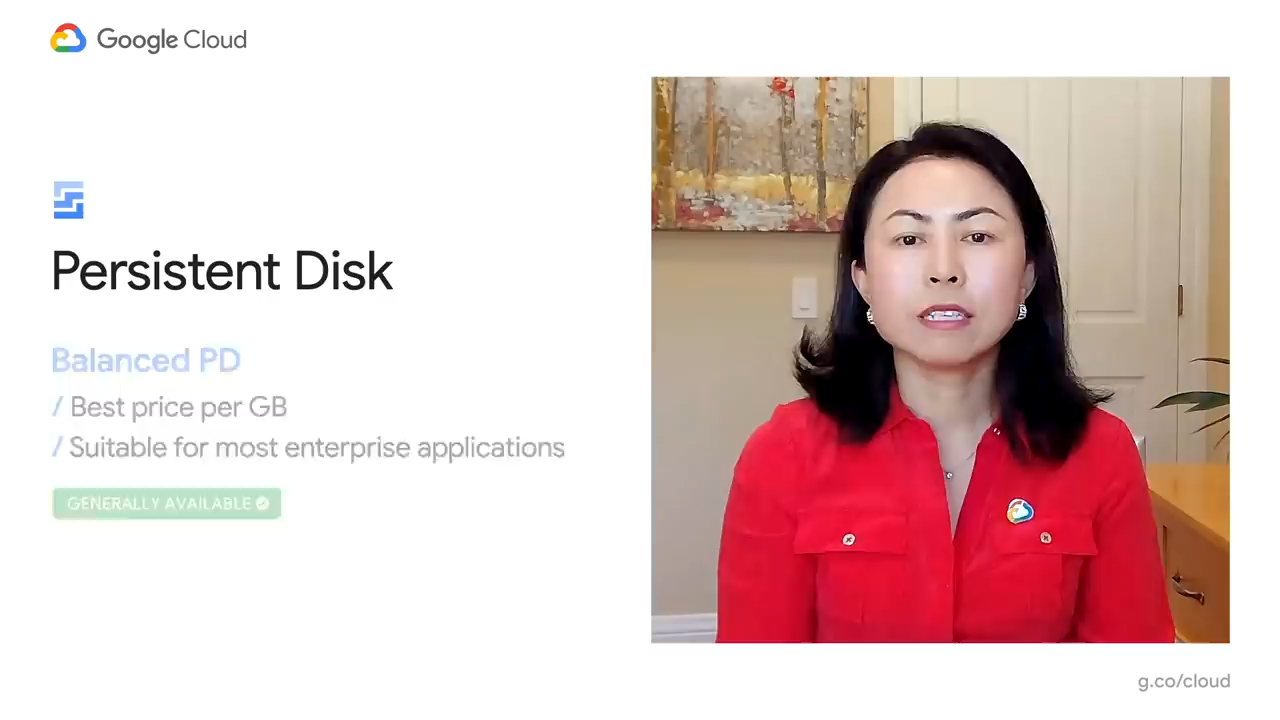 Google Cloud
Persistent Disk
Balanced PD
/ Best price per GB
/ Suitable for most enterprise applications
GENERALLY AVAILABLE
g.co/cloud